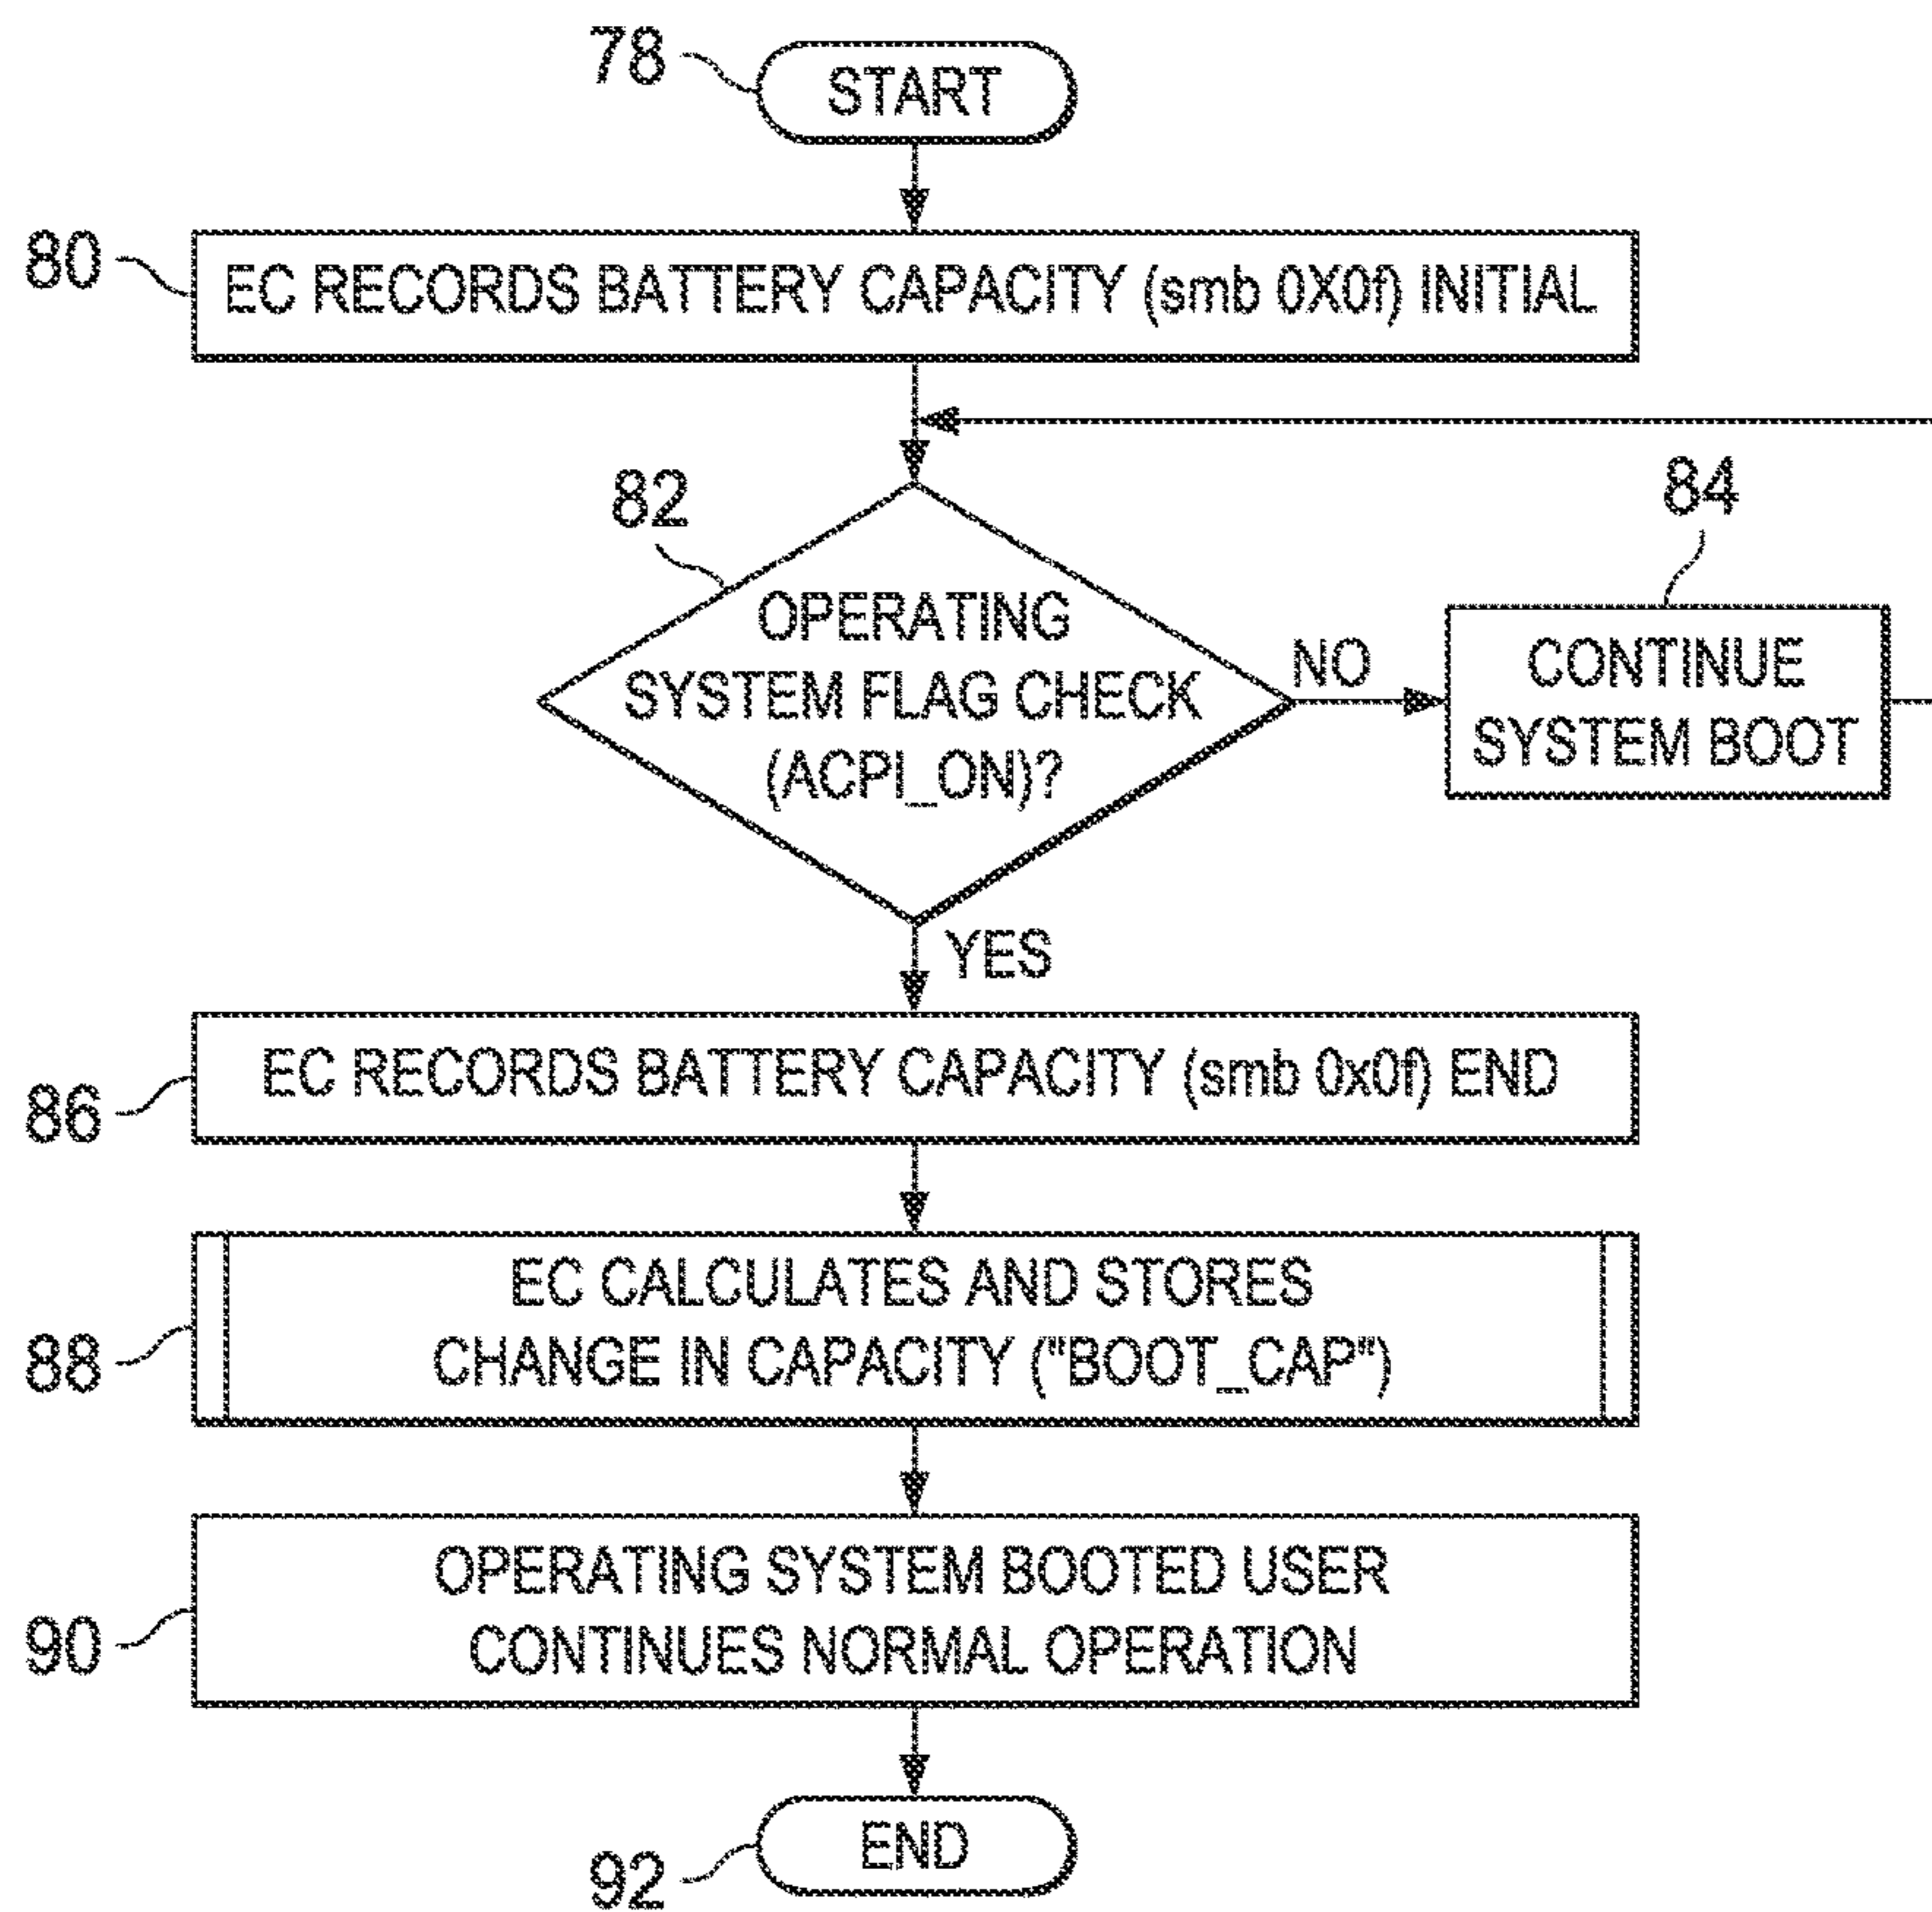 78
START
80
EC RECORDS BATTERY CAPACITY (smb 0X0f) INITIAL
82
84
OPERATING
SYSTEM FLAG CHECK
(ACPI_ON)?
NO
CONTINUE
SYSTEM BOOT
YES
86
EC RECORDS BATTERY CAPACITY (smb 0x0f) END
88
EC CALCULATES AND STORES
CHANGE IN CAPACITY ("BOOT_CAP")
90
OPERATING SYSTEM BOOTED USER
CONTINUES NORMAL OPERATION
END
92